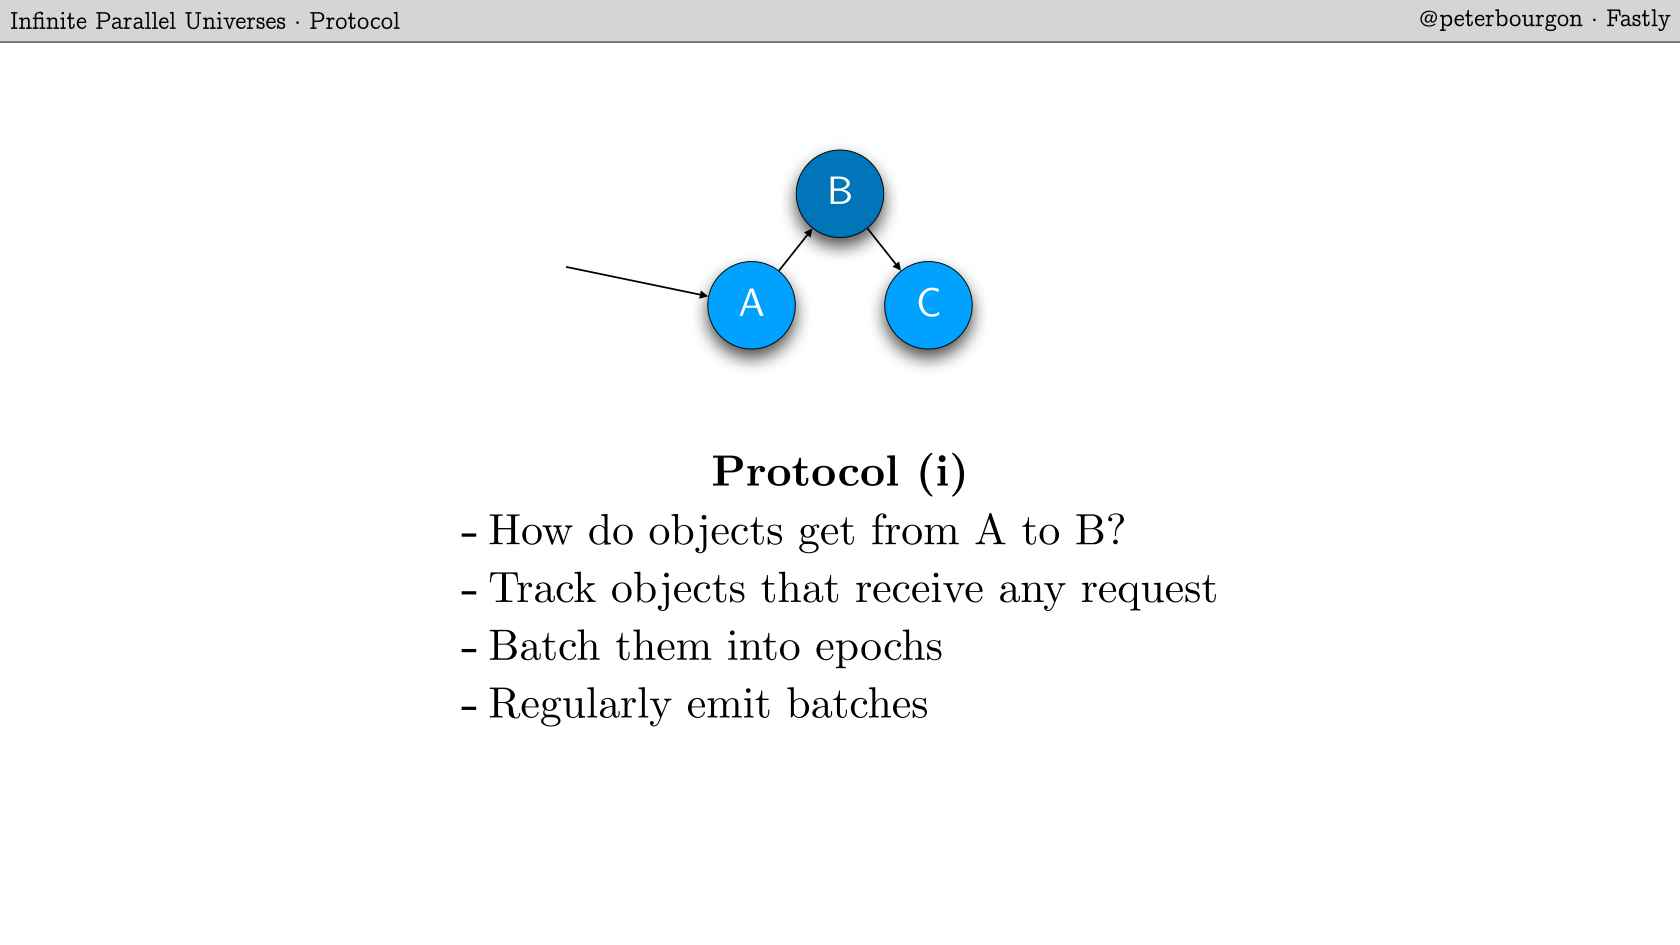 Infinite Parallel Universes · Protocol
@peterbourgon · Fastly
B
A
C
Protocol (i)
- How do objects get from A to B?
- Track objects that receive any request
- Batch them into epochs
- Regularly emit batches